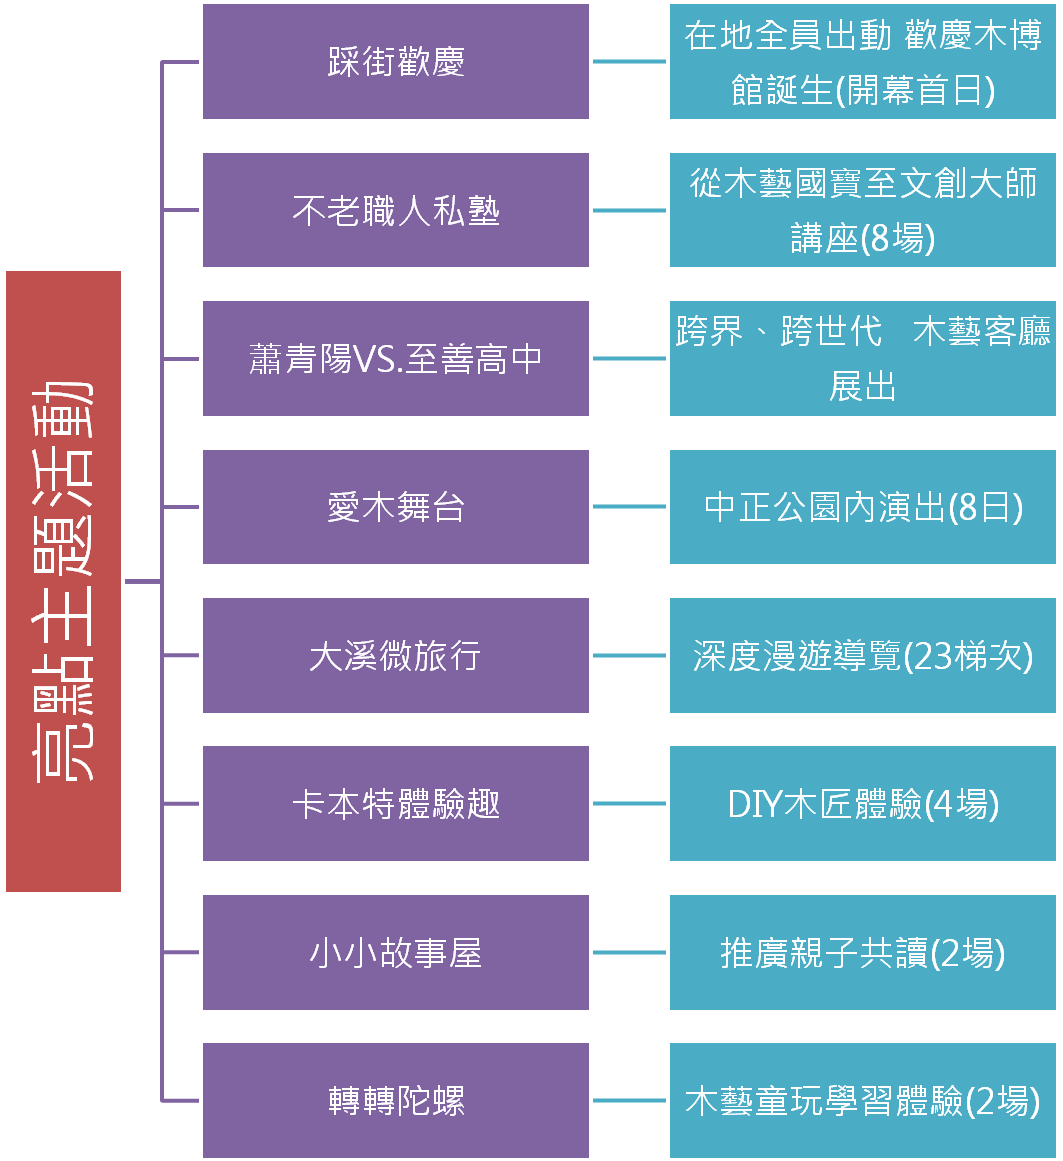 亮點主題活動
踩街歡慶
在地全員出動 歡慶木博
館誕生(開幕首日)
不老職人私塾
從木藝國寶至文創大師
講座(8場)
蕭青陽VS.至善高中
跨界、跨世代　木藝客廳
展出
愛木舞台
中正公園內演出(8日)
大溪微旅行
深度漫遊導覽(23梯次)
卡本特體驗趣
DIY木匠體驗(4場)
小小故事屋
推廣親子共讀(2場)
轉轉陀螺
木藝童玩學習體驗(2場)